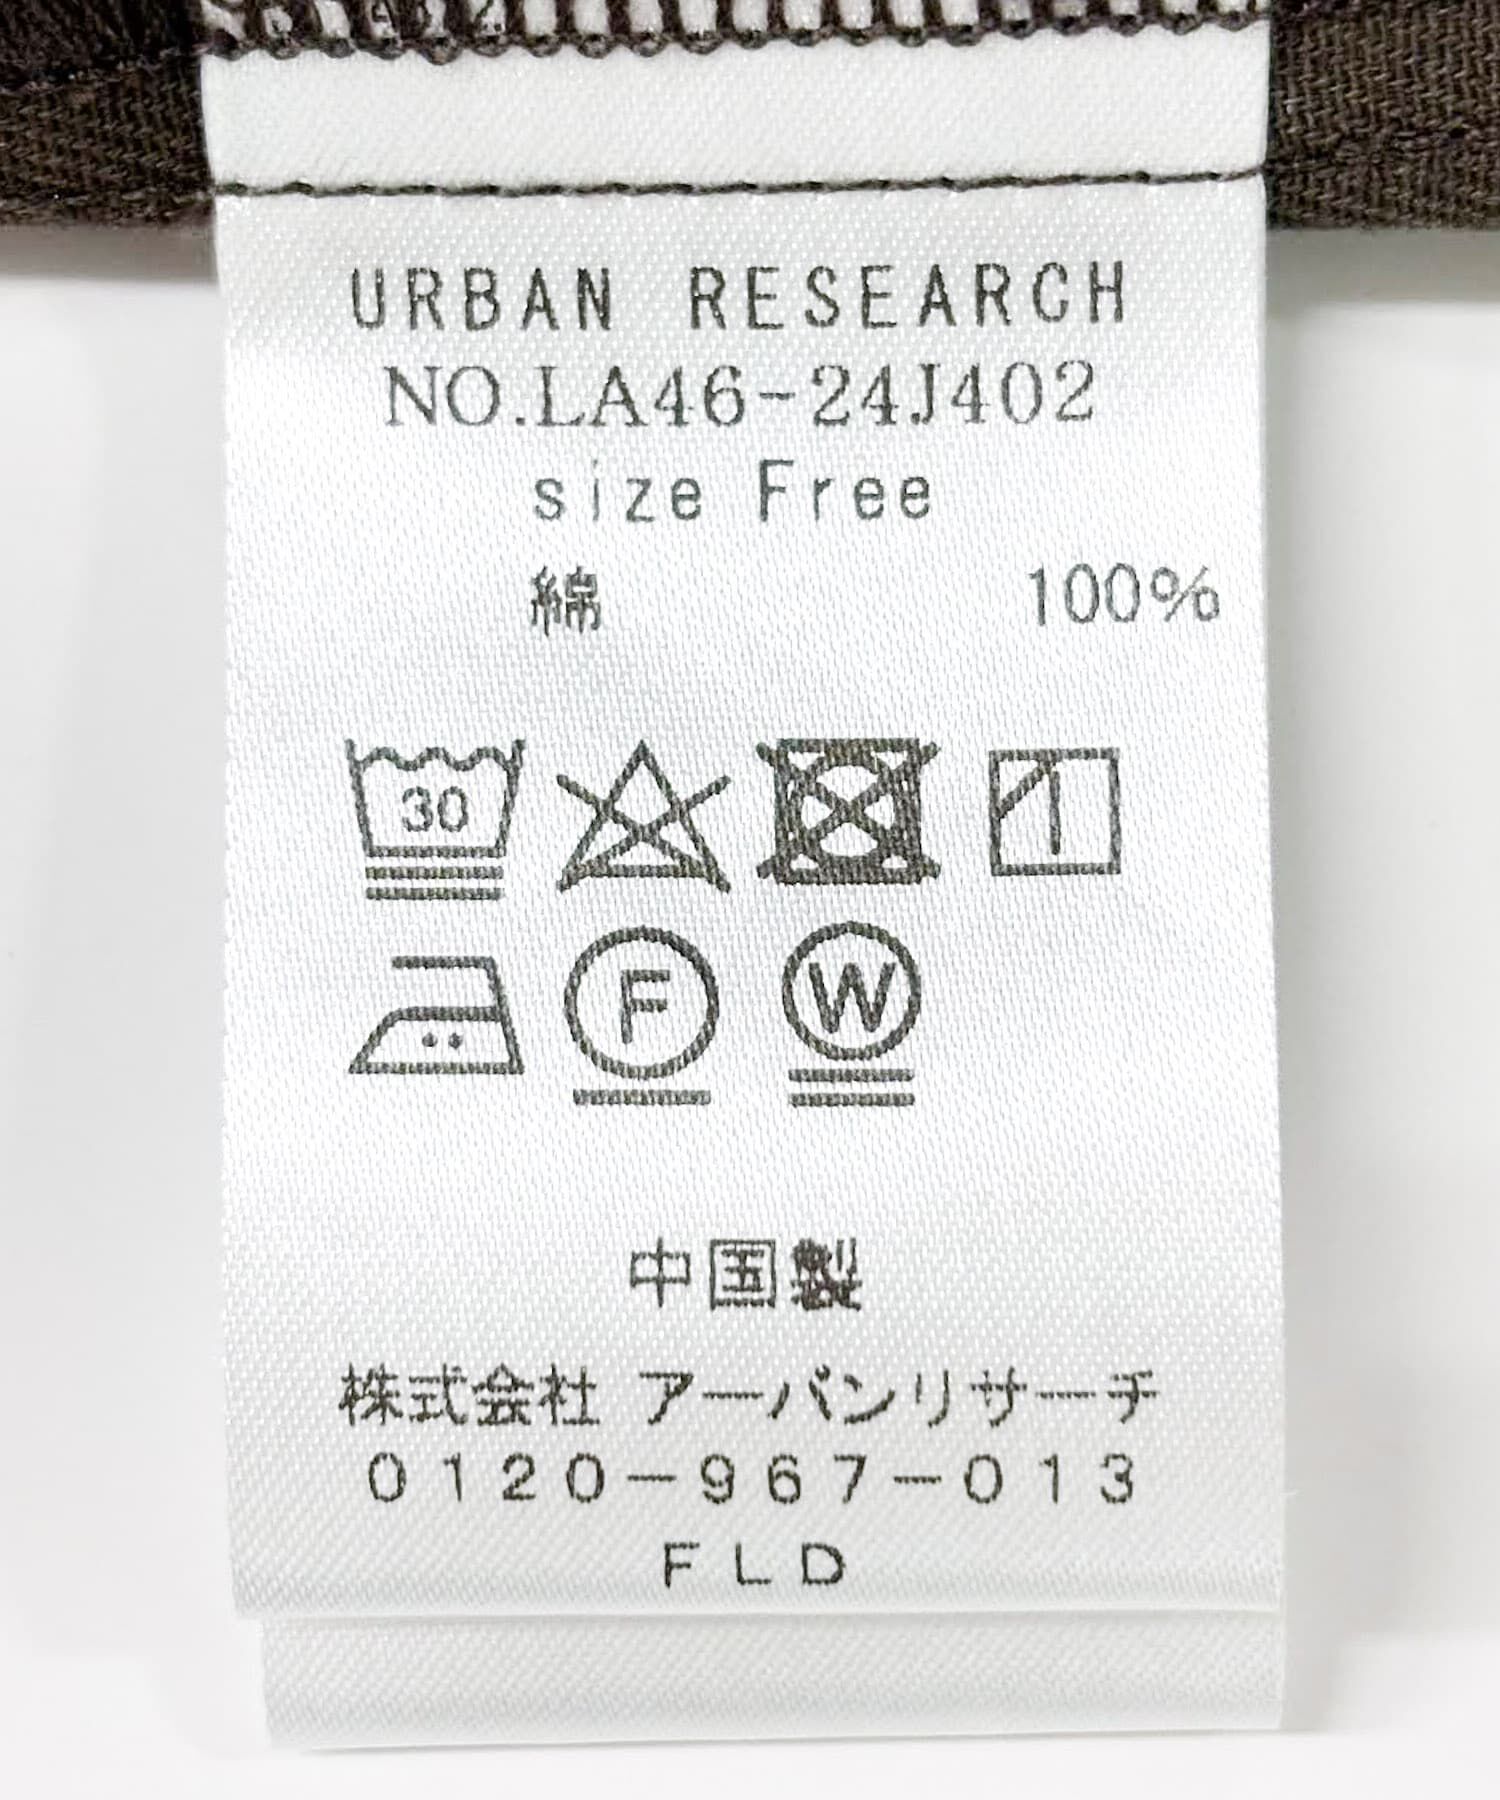 URBAN RESEARCH
NO.LA46-24J402
size Free
綿 100%
30
F W
中国製
株式会社 アーバンリサーチ
0120-967-013
FLD